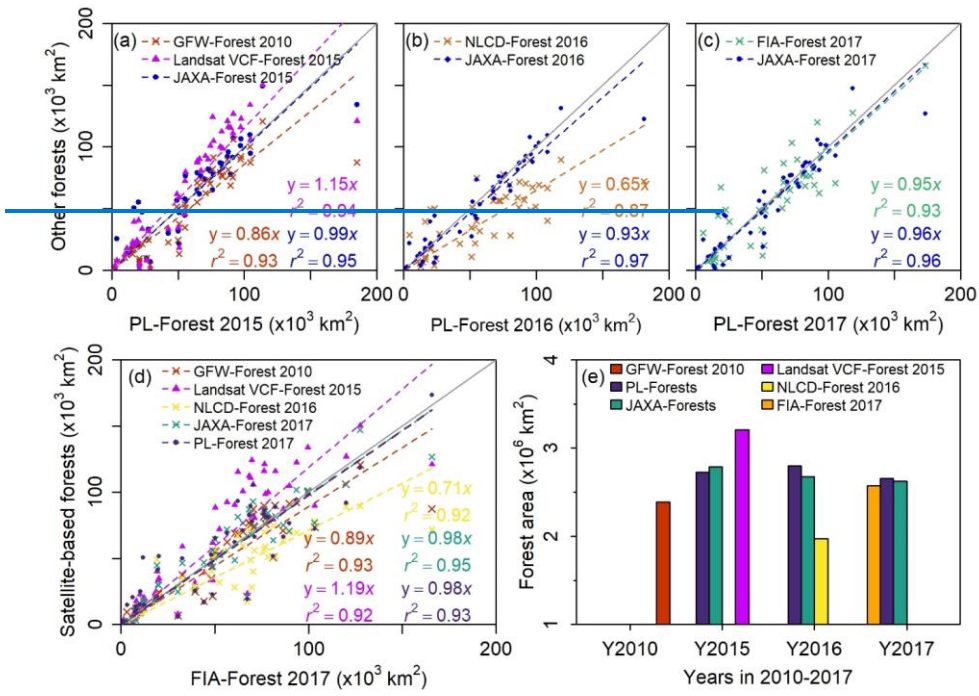 200
(a)
GFW-Forest 2010
Landsat VCF-Forest 2015
JAXA-Forest 2015
100
0
Other forests (x10³ km²)
y = 1.15x
r² = 0.94
y = 0.86x
r² = 0.93
y = 0.99x
r² = 0.95
0 100 200
PL-Forest 2015 (x10³ km²)
(b)
NLCD-Forest 2016
JAXA-Forest 2016
y = 0.65x
r² = 0.87
y = 0.93x
r² = 0.97
0 100 200
PL-Forest 2016 (x10³ km²)
(c)
FIA-Forest 2017
JAXA-Forest 2017
y = 0.95x
r² = 0.93
y = 0.96x
r² = 0.96
0 100 200
PL-Forest 2017 (x10³ km²)
200
(d)
GFW-Forest 2010
Landsat VCF-Forest 2015
NLCD-Forest 2016
JAXA-Forest 2017
PL-Forest 2017
100
0
Satellite-based forests (x10³ km²)
y = 0.71x
r² = 0.92
y = 0.89x
r² = 0.93
y = 0.98x
r² = 0.95
y = 1.19x
r² = 0.92
y = 0.98x
r² = 0.93
0 100 200
FIA-Forest 2017 (x10³ km²)
4
(e)
GFW-Forest 2010
PL-Forests
JAXA-Forests
Landsat VCF-Forest 2015
NLCD-Forest 2016
FIA-Forest 2017
3
2
1
Forest area (x10⁶ km²)
Y2010 Y2015 Y2016 Y2017
Years in 2010-2017